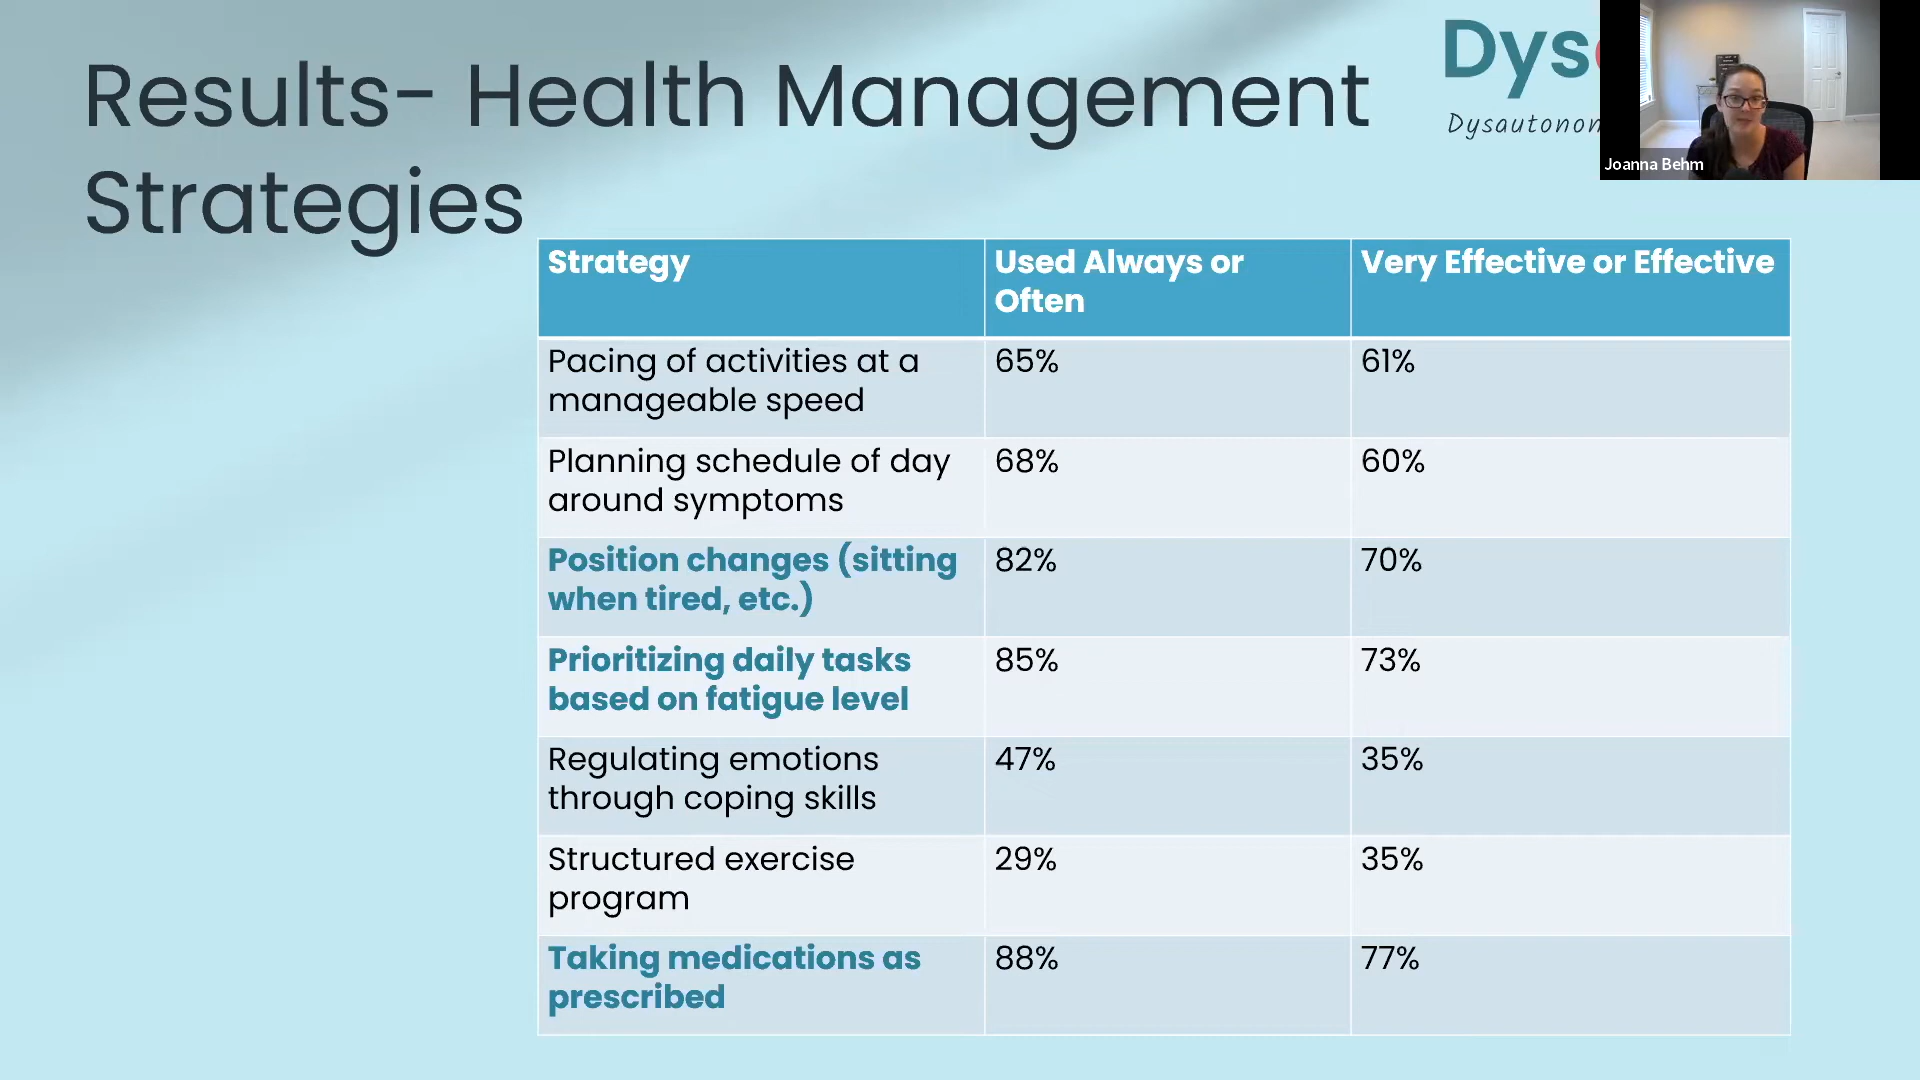 Results- Health Management
Strategies
Dys
Dysautonom
Joanna Behm
Strategy
Used Always or
Often
Very Effective or Effective
Pacing of activities at a
manageable speed
65%
61%
Planning schedule of day
around symptoms
68%
60%
Position changes (sitting
when tired, etc.)
82%
70%
Prioritizing daily tasks
based on fatigue level
85%
73%
Regulating emotions
through coping skills
47%
35%
Structured exercise
program
29%
35%
Taking medications as
prescribed
88%
77%